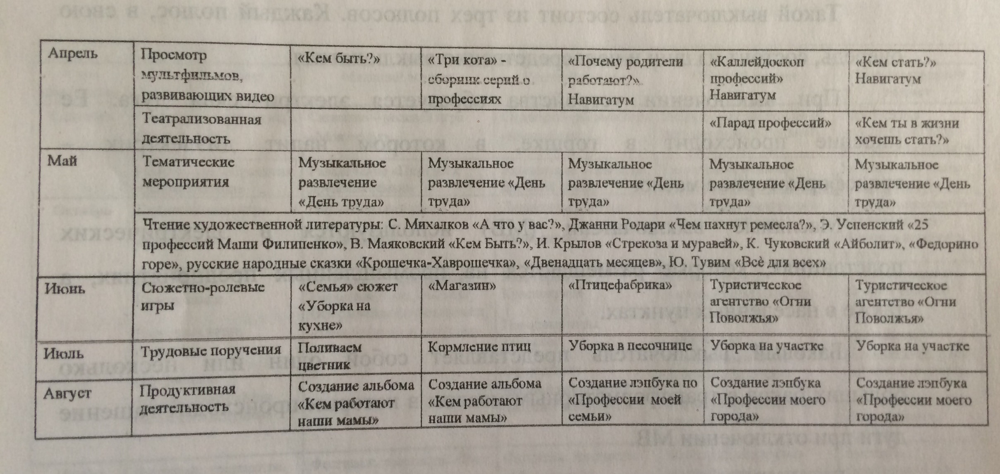 Апрель
Просмотр
мультфильмов,
развивающих видео
«Кем быть?»
«Три кота» -
сборник серий о
профессиях
«Почему родители
работают?»
Навигатум
«Каллейдоскоп
профессий»
Навигатум
«Кем стать?»
Навигатум
Театрализованная
деятельность
«Парад профессий»
«Кем ты в жизни
хочешь стать?»
Май
Тематические
мероприятия
Музыкальное
развлечение
«День труда»
Музыкальное
развлечение «День
труда»
Музыкальное
развлечение «День
труда»
Музыкальное
развлечение «День
труда»
Музыкальное
развлечение «День
труда»
Чтение художественной литературы: С. Михалков «А что у вас?», Джанни Родари «Чем пахнут ремесла?», Э. Успенский «25
профессий Маши Филипенко», В. Маяковский «Кем Быть?», И. Крылов «Стрекоза и муравей», К. Чуковский «Айболит», «Федорино
горе», русские народные сказки «Крошечка-Хаврошечка», «Двенадцать месяцев», Ю. Тувим «Всё для всех»
Июнь
Сюжетно-ролевые
игры
«Семья» сюжет
«Уборка на
кухне»
«Магазин»
«Птицефабрика»
Туристическое
агентство «Огни
Поволжья»
Туристическое
агентство «Огни
Поволжья»
Июль
Трудовые поручения
Поливаем
цветник
Кормление птиц
Уборка в песочнице
Уборка на участке
Уборка на участке
Август
Продуктивная
деятельность
Создание альбома
«Кем работают
наши мамы»
Создание альбома
«Кем работают
наши мамы»
Создание лэпбука по
«Профессии моей
семьи»
Создание лэпбука
«Профессии моего
города»
Создание лэпбука
«Профессии моего
города»